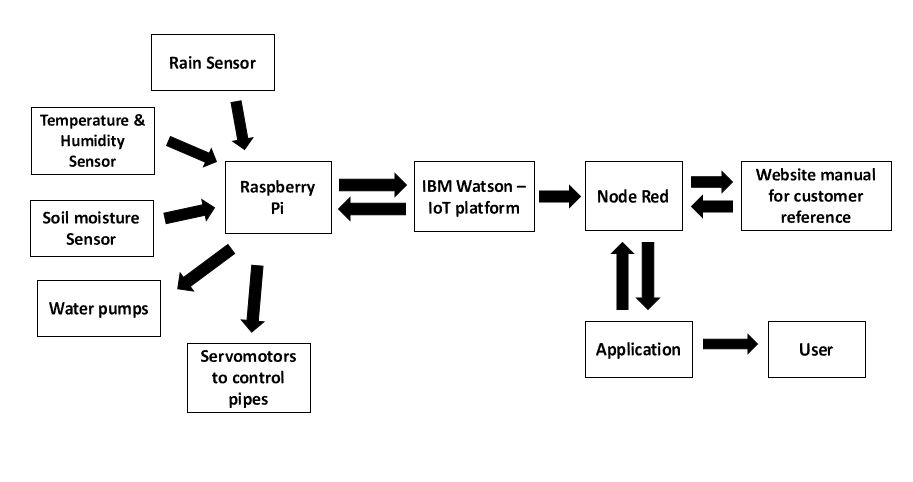 Rain Sensor
Temperature &
Humidity
Sensor
Raspberry
Pi
IBM Watson –
IoT platform
Node Red
Website manual
for customer
reference
Soil moisture
Sensor
Water pumps
Servomotors
to control
pipes
Application
User